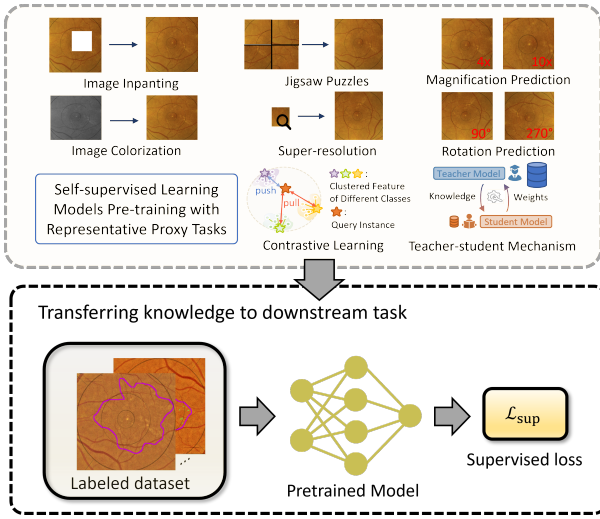 Image Inpanting
Jigsaw Puzzles
4x
10x
Magnification Prediction
Image Colorization
Super-resolution
90°
270°
Rotation Prediction
Self-supervised Learning
Models Pre-training with
Representative Proxy Tasks
push
pull
:
Clustered Feature
of Different Classes
:
Query Instance
Contrastive Learning
Teacher Model
Knowledge
Weights
Student Model
Teacher-student Mechanism
Transferring knowledge to downstream task
Labeled dataset
Pretrained Model
ℒsup
Supervised loss